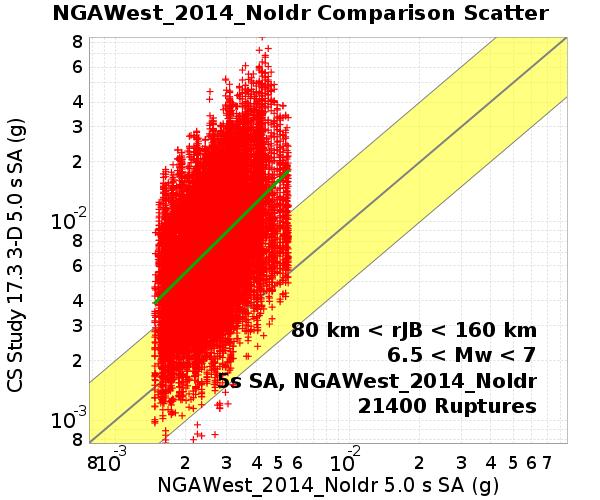 NGAWest_2014_NoIdr Comparison Scatter
CS Study 17.3 3-D 5.0 s SA (g)
8
6
4
3
2
10-2
8
6
4
3
2
10-3
8
80 km < rJB < 160 km
6.5 < Mw < 7
5s SA, NGAWest_2014_NoIdr
21400 Ruptures
8 10-3 2 3 4 5 6 10-2 2 3 4 5 6 7
NGAWest_2014_NoIdr 5.0 s SA (g)